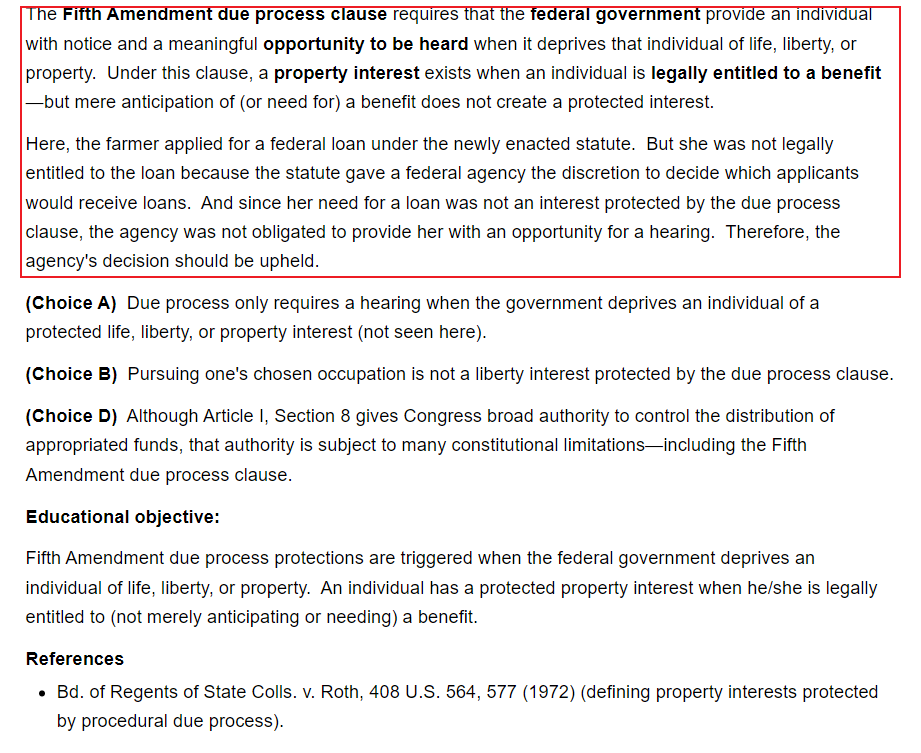 The Fifth Amendment due process clause requires that the federal government provide an individual
with notice and a meaningful opportunity to be heard when it deprives that individual of life, liberty, or
property.  Under this clause, a property interest exists when an individual is legally entitled to a benefit
—but mere anticipation of (or need for) a benefit does not create a protected interest.
Here, the farmer applied for a federal loan under the newly enacted statute.  But she was not legally
entitled to the loan because the statute gave a federal agency the discretion to decide which applicants
would receive loans.  And since her need for a loan was not an interest protected by the due process
clause, the agency was not obligated to provide her with an opportunity for a hearing.  Therefore, the
agency's decision should be upheld.
(Choice A)  Due process only requires a hearing when the government deprives an individual of a
protected life, liberty, or property interest (not seen here).
(Choice B)  Pursuing one's chosen occupation is not a liberty interest protected by the due process clause.
(Choice D)  Although Article I, Section 8 gives Congress broad authority to control the distribution of
appropriated funds, that authority is subject to many constitutional limitations—including the Fifth
Amendment due process clause.
Educational objective:
Fifth Amendment due process protections are triggered when the federal government deprives an
individual of life, liberty, or property.  An individual has a protected property interest when he/she is legally
entitled to (not merely anticipating or needing) a benefit.
References
• Bd. of Regents of State Colls. v. Roth, 408 U.S. 564, 577 (1972) (defining property interests protected
by procedural due process).